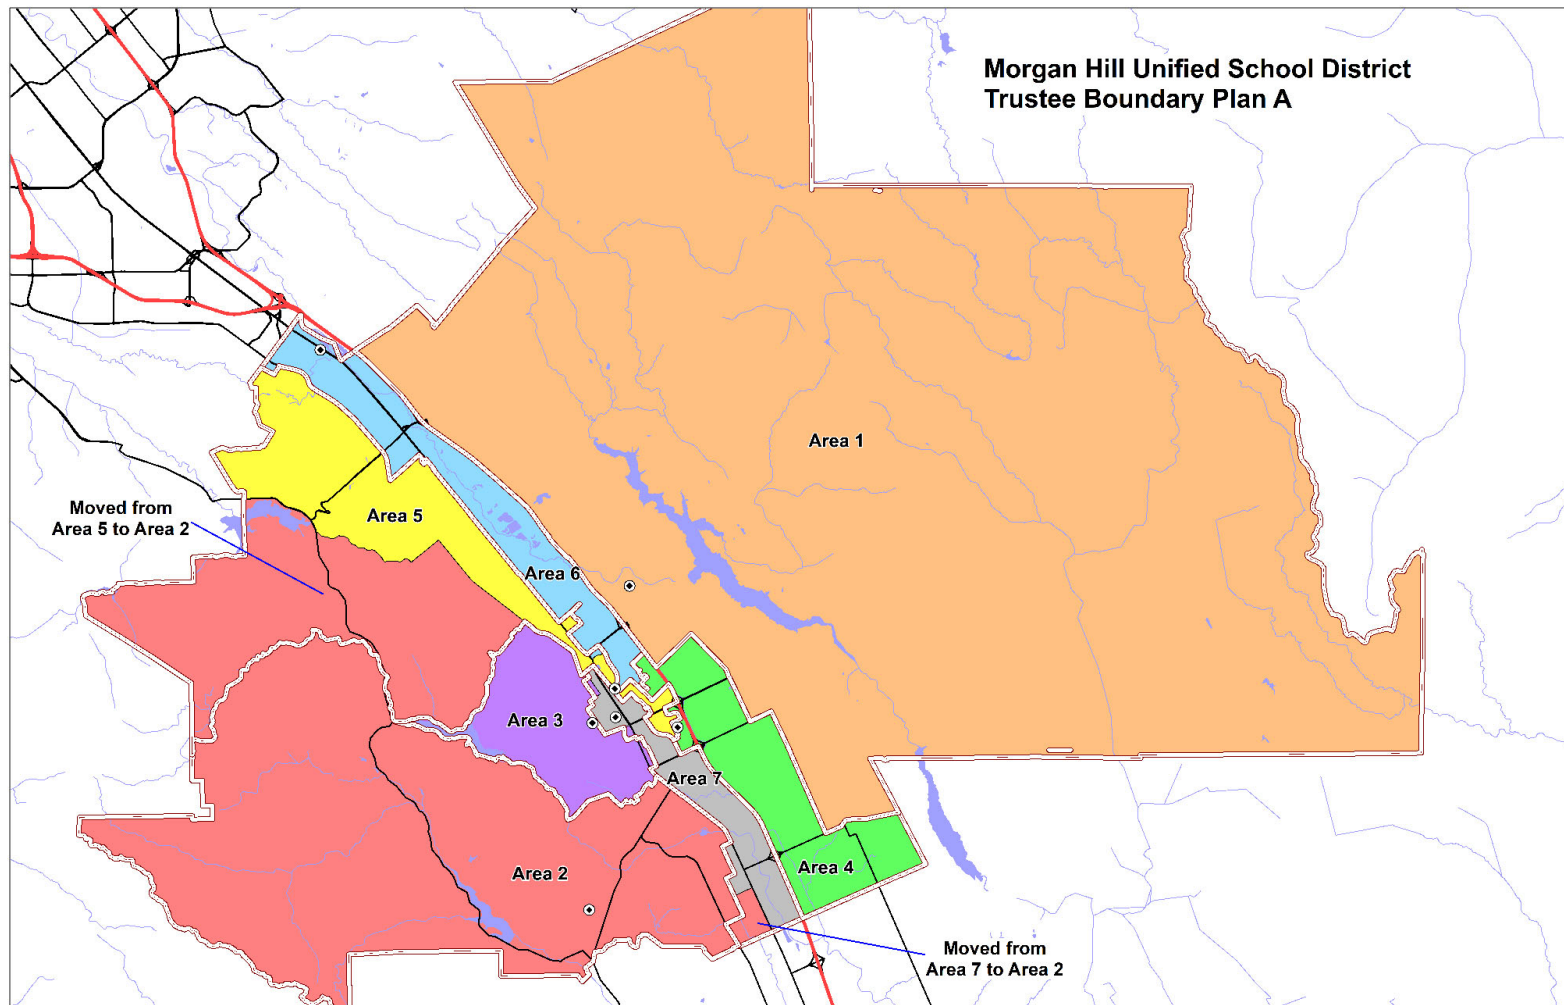 Morgan Hill Unified School District
Trustee Boundary Plan A
Area 1
Moved from
Area 5 to Area 2
Area 5
Area 6
Area 3
Area 7
Area 2
Area 4
Moved from
Area 7 to Area 2